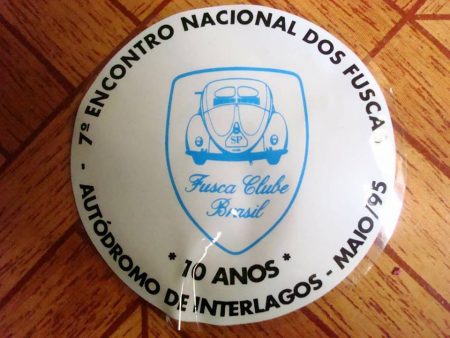 - 7º ENCONTRO NACIONAL DOS FUSCA
SP
Fusca Clube
Brasil
* 10 ANOS *
AUTÓDROMO DE INTERLAGOS - MAIO/95